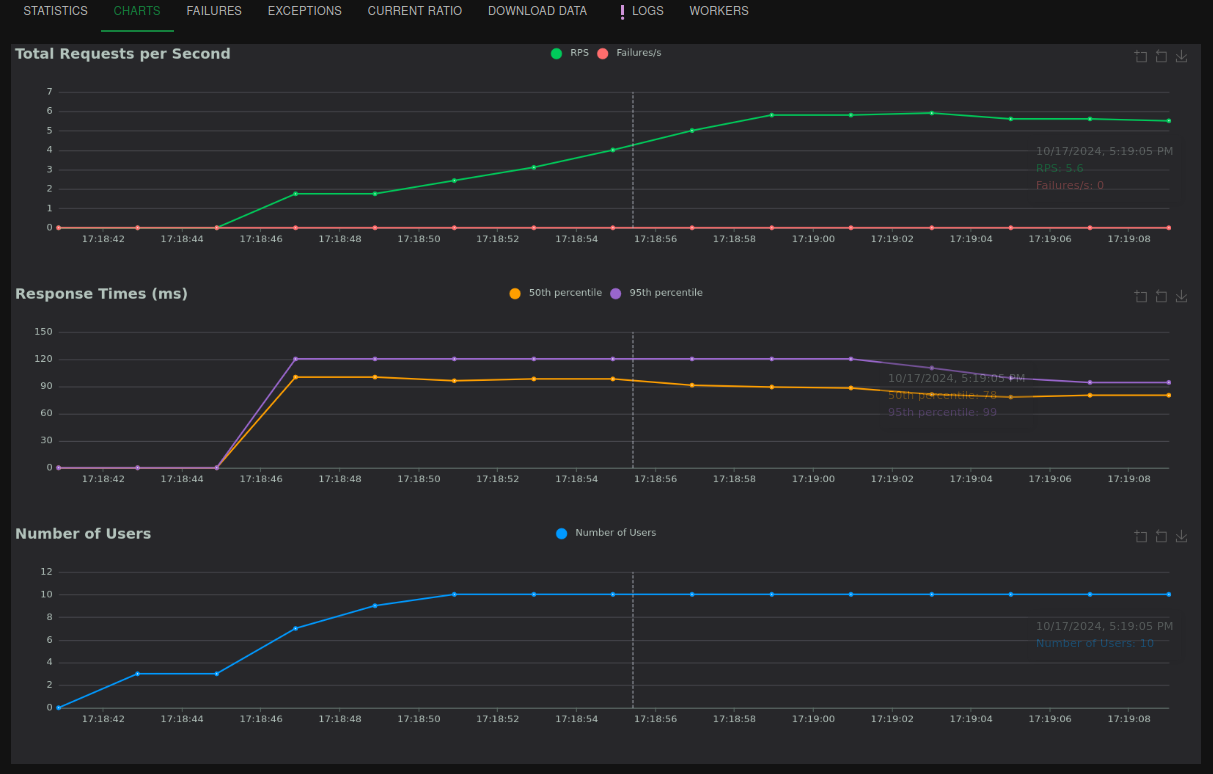 STATISTICS CHARTS FAILURES EXCEPTIONS CURRENT RATIO DOWNLOAD DATA ! LOGS WORKERS
Total Requests per Second
RPS Failures/s
7
6
5
4
3
2
1
0
10/17/2024, 5:19:05 PM
RPS: 5.6
Failures/s: 0
17:18:42 17:18:44 17:18:46 17:18:48 17:18:50 17:18:52 17:18:54 17:18:56 17:18:58 17:19:00 17:19:02 17:19:04 17:19:06 17:19:08
Response Times (ms)
50th percentile 95th percentile
150
120
90
60
30
0
10/17/2024, 5:19:05 PM
50th percentile: 78
95th percentile: 99
17:18:42 17:18:44 17:18:46 17:18:48 17:18:50 17:18:52 17:18:54 17:18:56 17:18:58 17:19:00 17:19:02 17:19:04 17:19:06 17:19:08
Number of Users
Number of Users
12
10
8
6
4
2
0
10/17/2024, 5:19:05 PM
Number of Users: 10
17:18:42 17:18:44 17:18:46 17:18:48 17:18:50 17:18:52 17:18:54 17:18:56 17:18:58 17:19:00 17:19:02 17:19:04 17:19:06 17:19:08